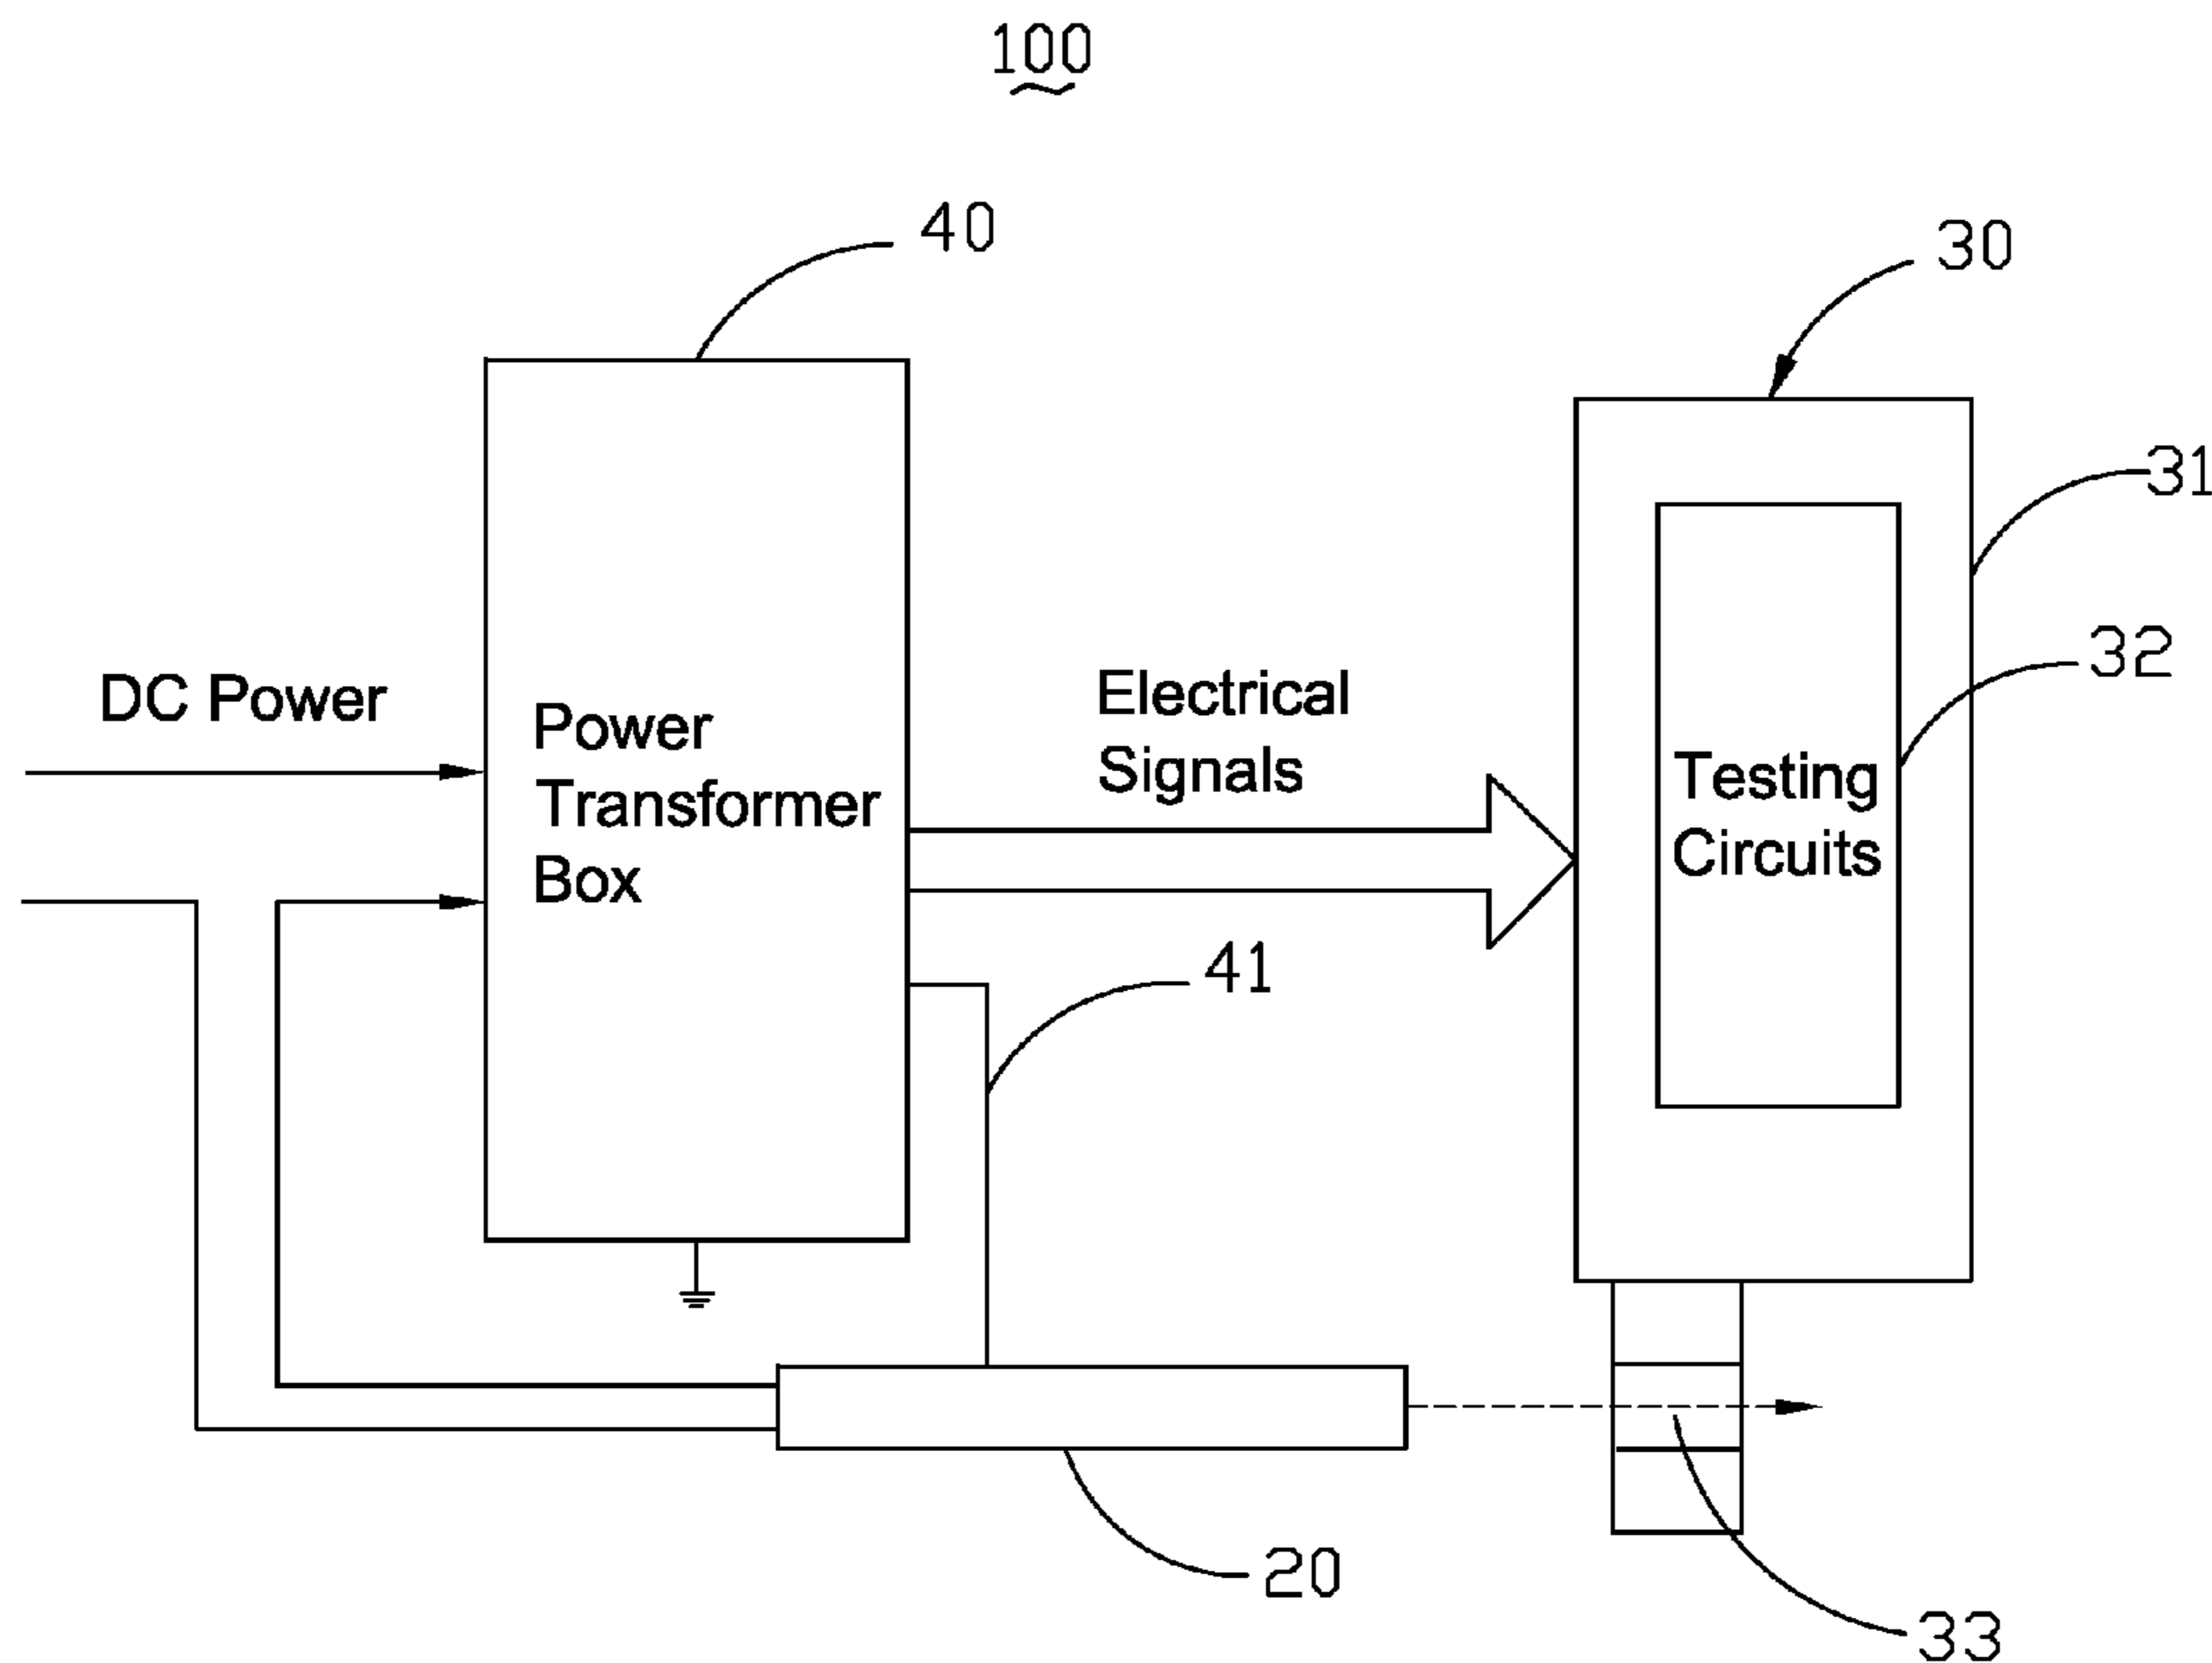 100
40
30
31
32
DC Power
Power
Transformer
Box
Electrical
Signals
Testing
Circuits
41
20
33